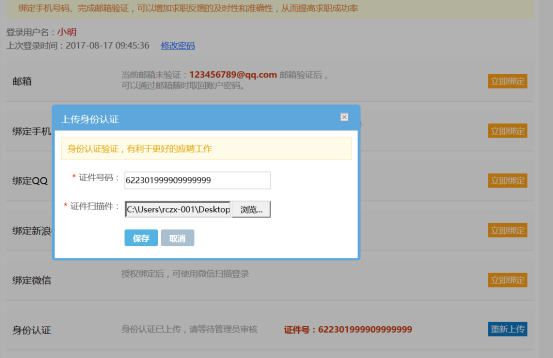 绑定手机号码、完成邮箱验证，可以增加求职反馈的及时性和准确性，从而提高求职成功率
登录用户名：小明
上次登录时间：2017-08-17 09:45:36 修改密码
邮箱
当前邮箱未验证：123456789@qq.com 邮箱验证后，
可以通过邮箱随时取回账户密码。
立即绑定
上传身份认证
绑定手机
立即绑定
身份认证验证，有利于更好的应聘工作
绑定QQ
* 证件号码：
622301999909999999
立即绑定
* 证件扫描件：
C:\Users\rczx-001\Desktop
浏览...
绑定新浪
保存
取消
立即绑定
绑定微信
授权绑定后，可使用微信扫描登录
立即绑定
身份认证
身份认证已上传，请等待管理员审核
证件号：622301999909999999
重新上传